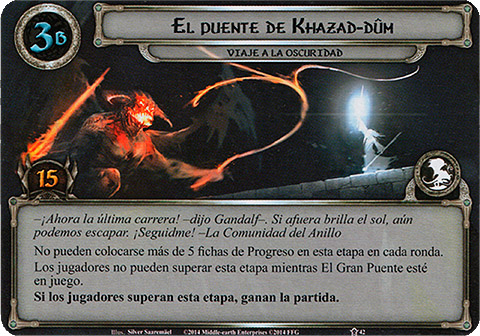 3B
EL PUENTE DE KHAZAD-DÛM
VIAJE A LA OSCURIDAD
15
–¡Ahora la última carrera! –dijo Gandalf–. Si afuera brilla el sol, aún
podemos escapar. ¡Seguidme! –La Comunidad del Anillo
No pueden colocarse más de 5 fichas de Progreso en esta etapa en cada ronda.
Los jugadores no pueden superar esta etapa mientras El Gran Puente esté
en juego.
Si los jugadores superan esta etapa, ganan la partida.
Illus. Silver Saaremäel ©2014 Middle-earth Enterprises ©2014 FFG 42